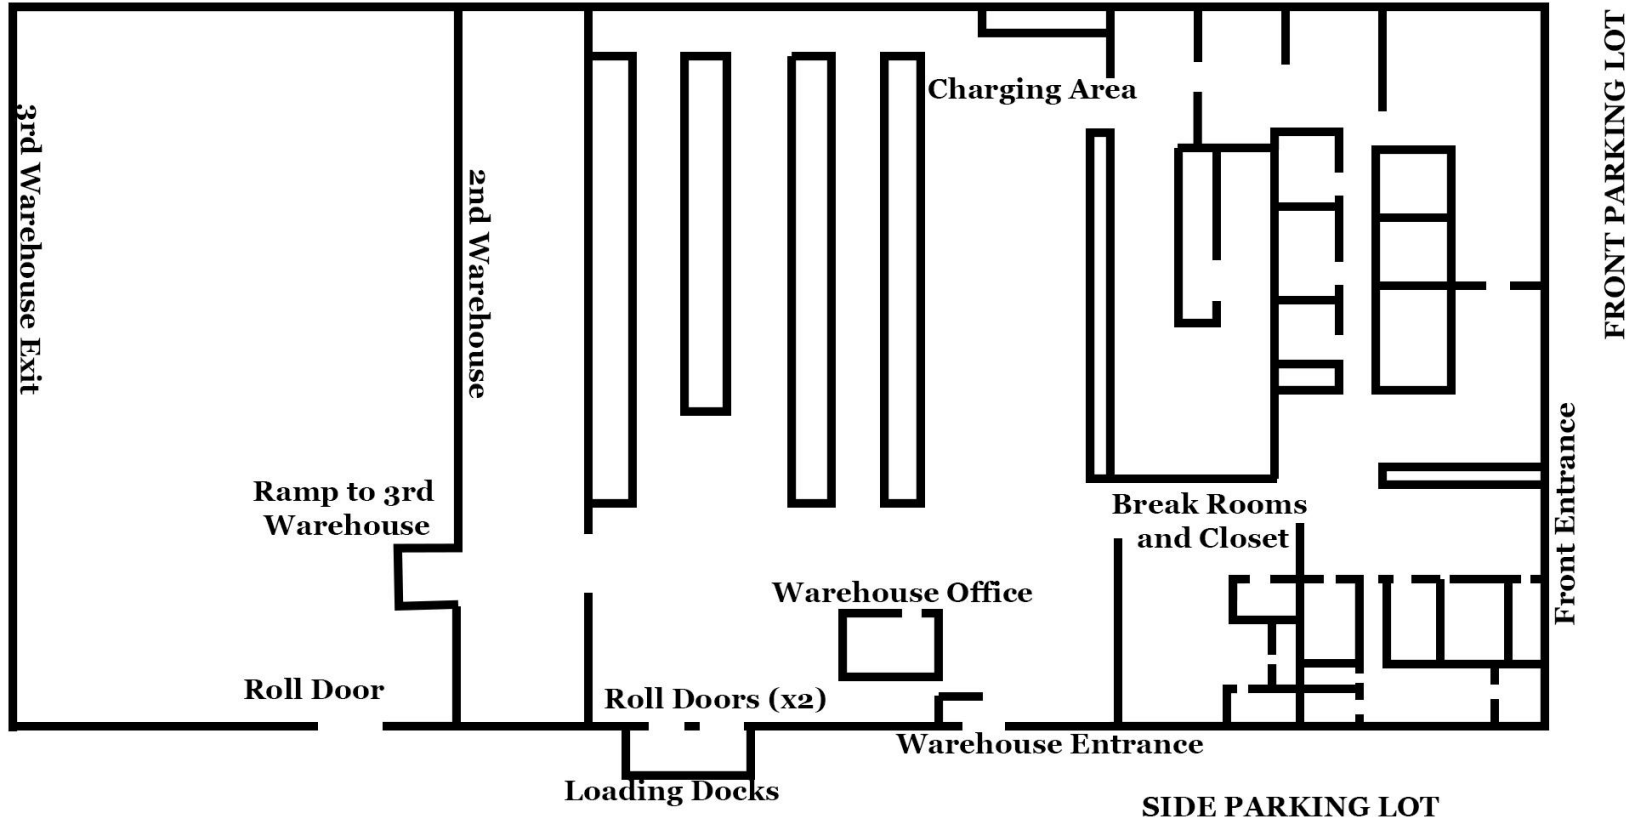 FRONT PARKING LOT
Charging Area
3rd Warehouse Exit
2nd Warehouse
Front Entrance
Ramp to 3rd
Warehouse
Break Rooms
and Closet
Warehouse Office
Roll Door
Roll Doors (x2)
Warehouse Entrance
Loading Docks
SIDE PARKING LOT